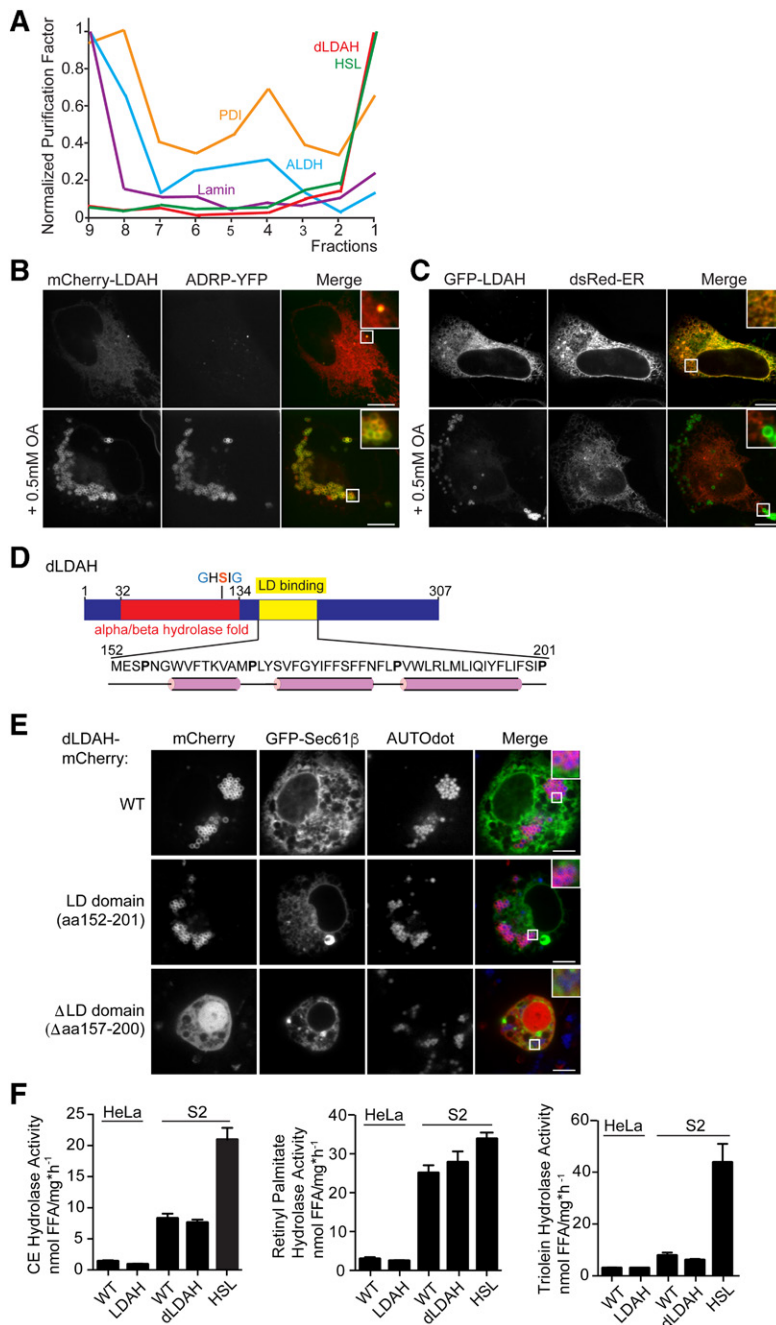 A
Normalized Purification Factor
1
0.8
0.6
0.4
0.2
0
dLDAH
HSL
PDI
ALDH
Lamin
9 8 7 6 5 4 3 2 1
Fractions
B
mCherry-LDAH ADRP-YFP Merge
+ 0.5mM OA
C
GFP-LDAH dsRed-ER Merge
+ 0.5mM OA
D
dLDAH
GHSIG
1 32 134 LD binding 307
alpha/beta hydrolase fold
152 201
MESPNGWVFTKVAMPLYSVFGYIFFSFFNFLPVWLRLMLIQIYFLIFSIP
E
dLDAH-
mCherry:
mCherry GFP-Sec61β AUTOdot Merge
WT
LD domain
(aa152-201)
ΔLD domain
(Δaa157-200)
F
CE Hydrolase Activity
nmol FFA/mg*h⁻¹
25
20
15
10
5
0
HeLa S2
WT LDAH WT dLDAH HSL
Retinyl Palmitate
Hydrolase Activity
nmol FFA/mg*h⁻¹
40
30
20
10
0
HeLa S2
WT LDAH WT dLDAH HSL
Triolein Hydrolase Activity
nmol FFA/mg*h⁻¹
60
40
20
0
HeLa S2
WT LDAH WT dLDAH HSL